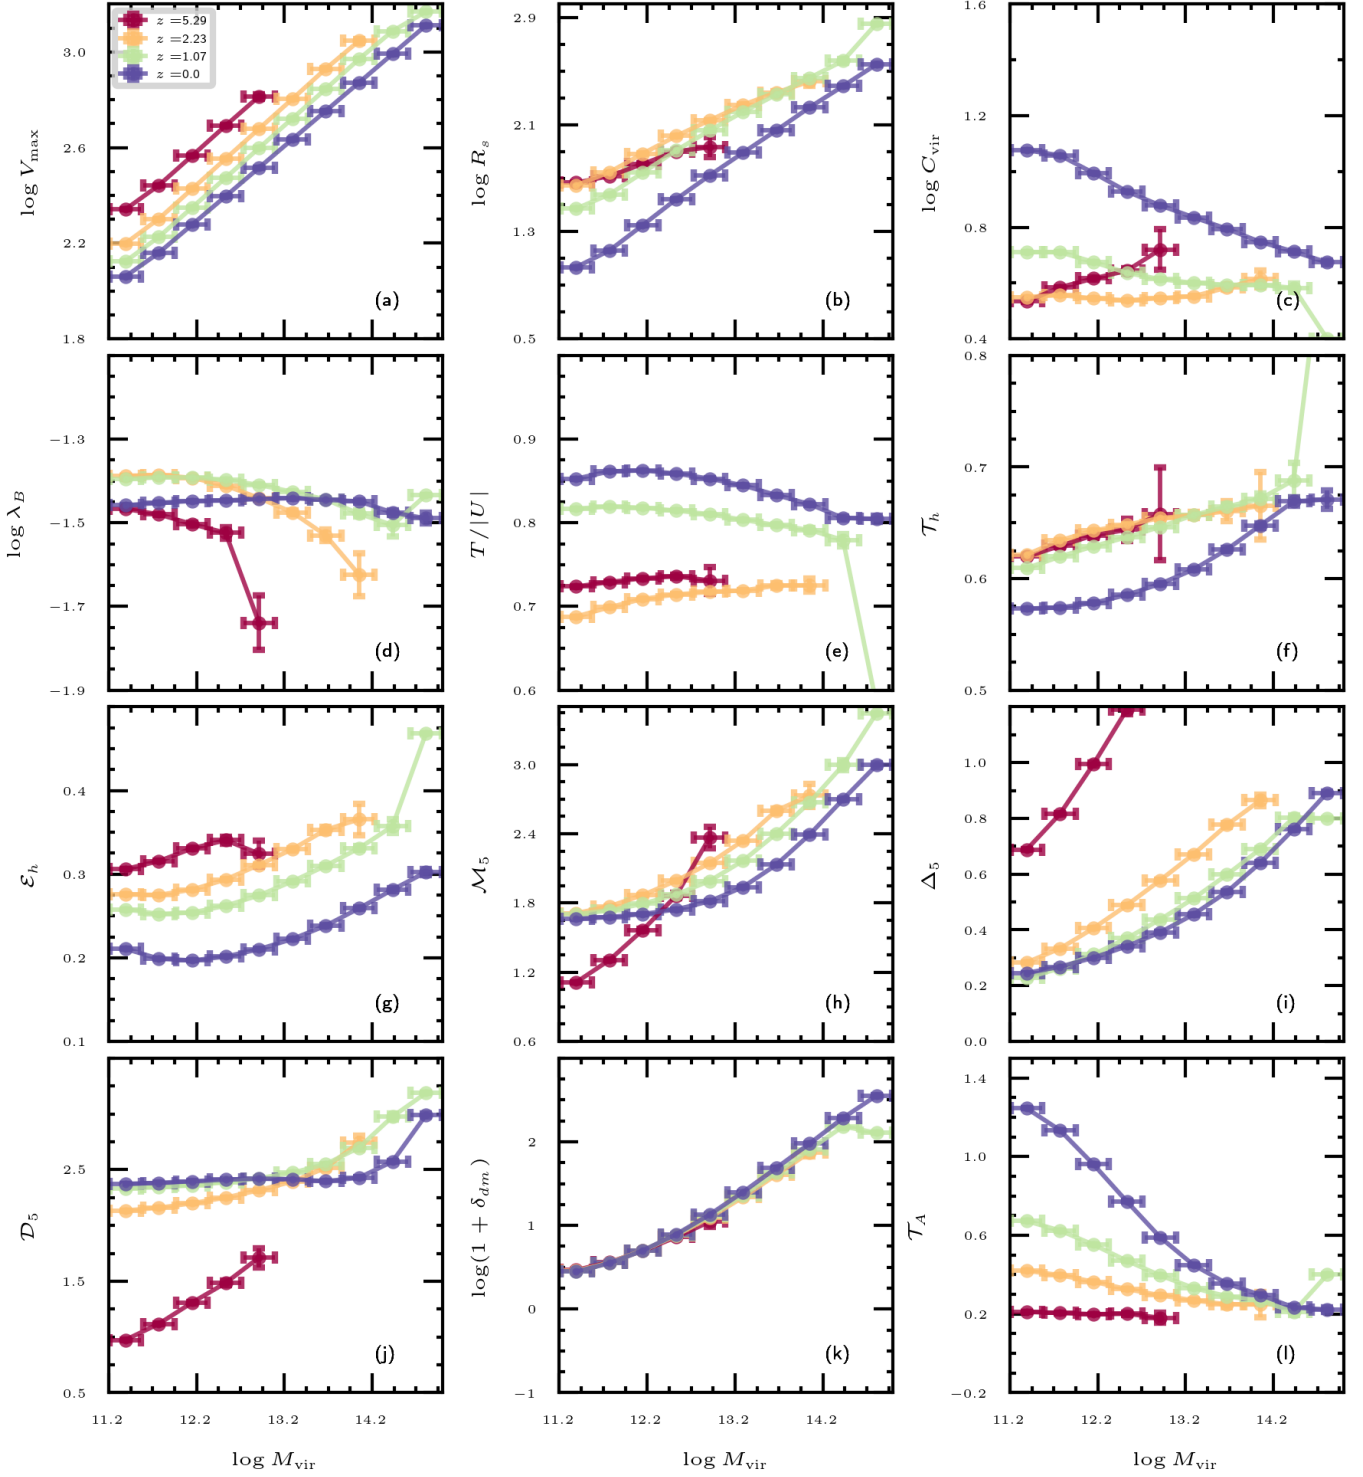 z = 5.29
z = 2.23
z = 1.07
z = 0.0
3.0
2.6
2.2
1.8
log V_max
(a)
2.9
2.1
1.3
0.5
log R_s
(b)
1.6
1.2
0.8
0.4
log C_vir
(c)
−1.3
−1.5
−1.7
−1.9
log λ_B
(d)
0.9
0.8
0.7
0.6
T/|U|
(e)
0.8
0.7
0.6
0.5
𝒯_h
(f)
0.4
0.3
0.2
0.1
ℰ_h
(g)
3.0
2.4
1.8
1.2
0.6
ℳ_5
(h)
1.0
0.8
0.6
0.4
0.2
0.0
Δ_5
(i)
2.5
1.5
0.5
𝒟_5
(j)
11.2 12.2 13.2 14.2
log M_vir
2
1
0
−1
log(1 + δ_dm)
(k)
11.2 12.2 13.2 14.2
log M_vir
1.4
1.0
0.6
0.2
−0.2
𝒯_A
(l)
11.2 12.2 13.2 14.2
log M_vir